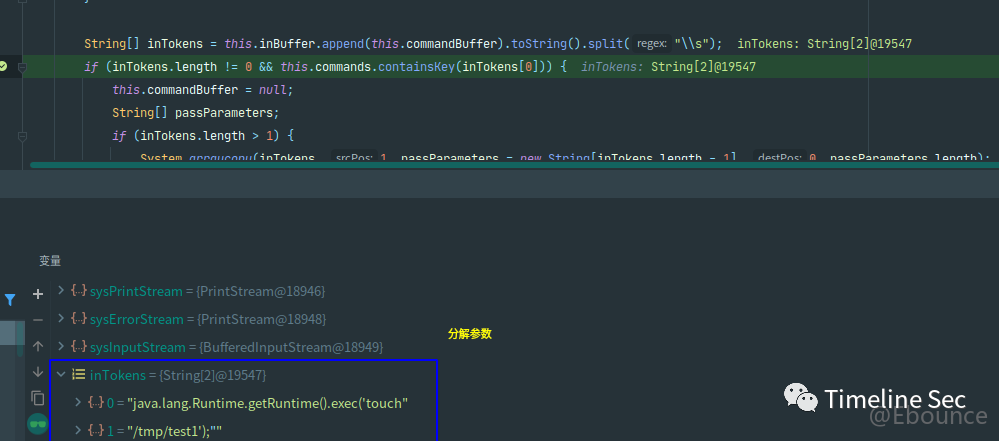 String[] inTokens = this.inBuffer.append(this.commandBuffer).toString().split( regex: "\\s"); inTokens: String[2]@19547
if (inTokens.length != 0 && this.commands.containsKey(inTokens[0])) { inTokens: String[2]@19547
this.commandBuffer = null;
String[] passParameters;
if (inTokens.length > 1) {
System.arraycopy(inTokens, srcPos: 1, passParameters = new String[inTokens.length - 1], destPos: 0, passParameters.length);
变量
sysPrintStream = {PrintStream@18946}
sysErrorStream = {PrintStream@18948}
分解参数
sysInputStream = {BufferedInputStream@18949}
inTokens = {String[2]@19547}
0 = "java.lang.Runtime.getRuntime().exec('touch"
1 = "/tmp/test1');""
Timeline Sec
@Ebounce